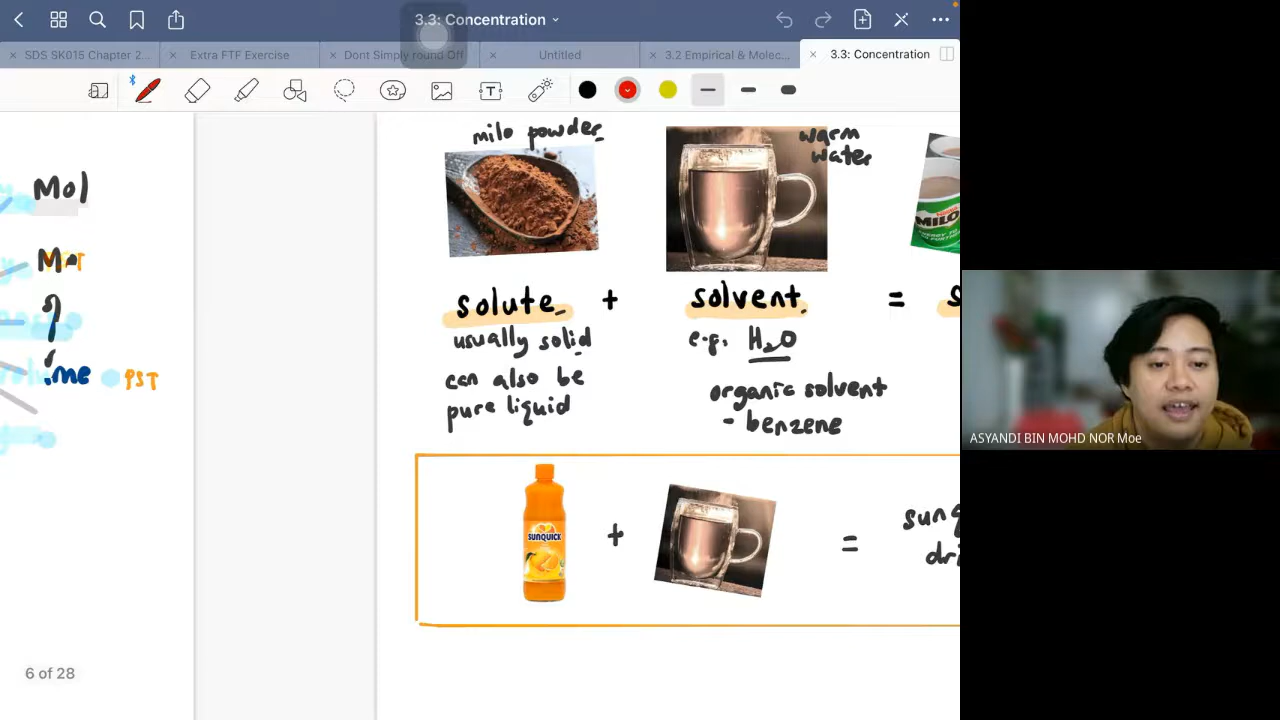 3.3: Concentration
SDS SK015 Chapter 2...
Extra FTF Exercise
Dont Simply round Off
Untitled
3.2 Empirical & Molec...
3.3: Concentration
milo powder
warm
water
Mol
MILO
solute + solvent =
usually solid
can also be
pure liquid
e.g. H2O
organic solvent
- benzene
PST
SUNQUICK
+
=
6 of 28
ASYANDI BIN MOHD NOR Moe